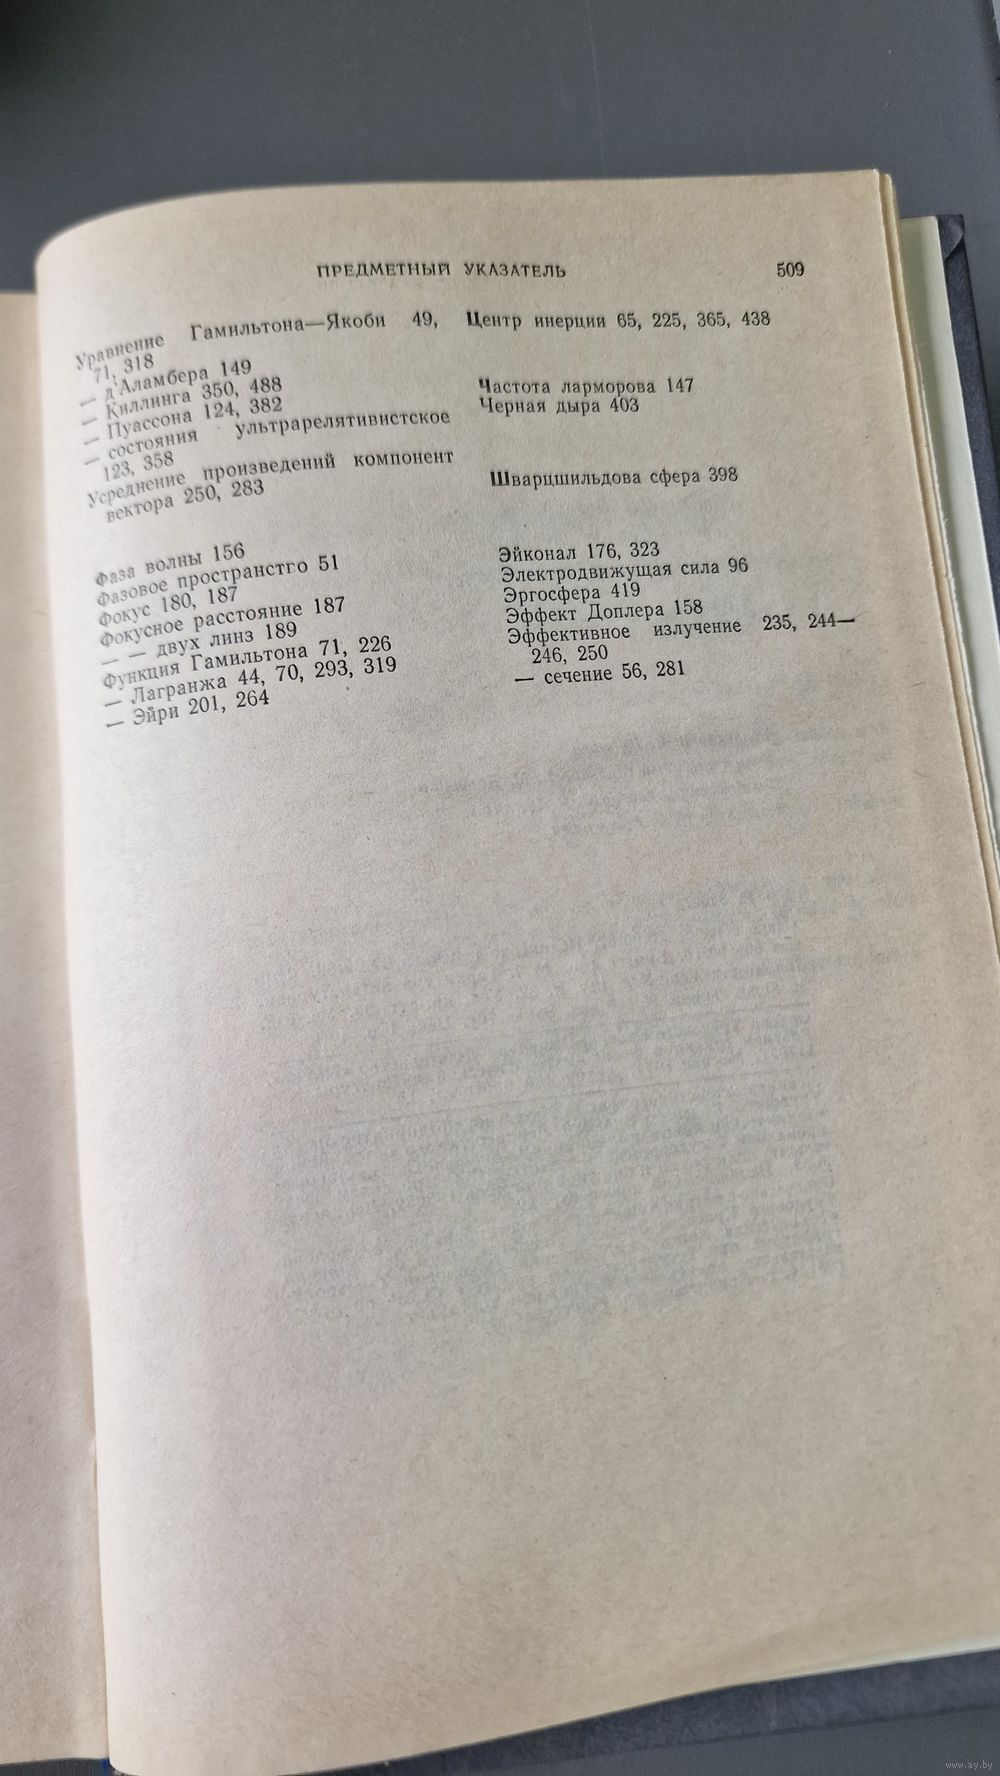 ПРЕДМЕТНЫЙ УКАЗАТЕЛЬ 509
Уравнение Гамильтона—Якоби 49,
71, 318
— д'Аламбера 149
— Киллинга 350, 488
— Пуассона 124, 382
— состояния ультрарелятивистское
123, 358
Усреднение произведений компонент
вектора 250, 283
Фаза волны 156
Фазовое пространстго 51
Фокус 180, 187
Фокусное расстояние 187
— — двух линз 189
Функция Гамильтона 71, 226
— Лагранжа 44, 70, 293, 319
— Эйри 201, 264
Центр инерции 65, 225, 365, 438
Частота ларморова 147
Черная дыра 403
Шварцшильдова сфера 398
Эйконал 176, 323
Электродвижущая сила 96
Эргосфера 419
Эффект Доплера 158
Эффективное излучение 235, 244—
246, 250
— сечение 56, 281
www.ay.by